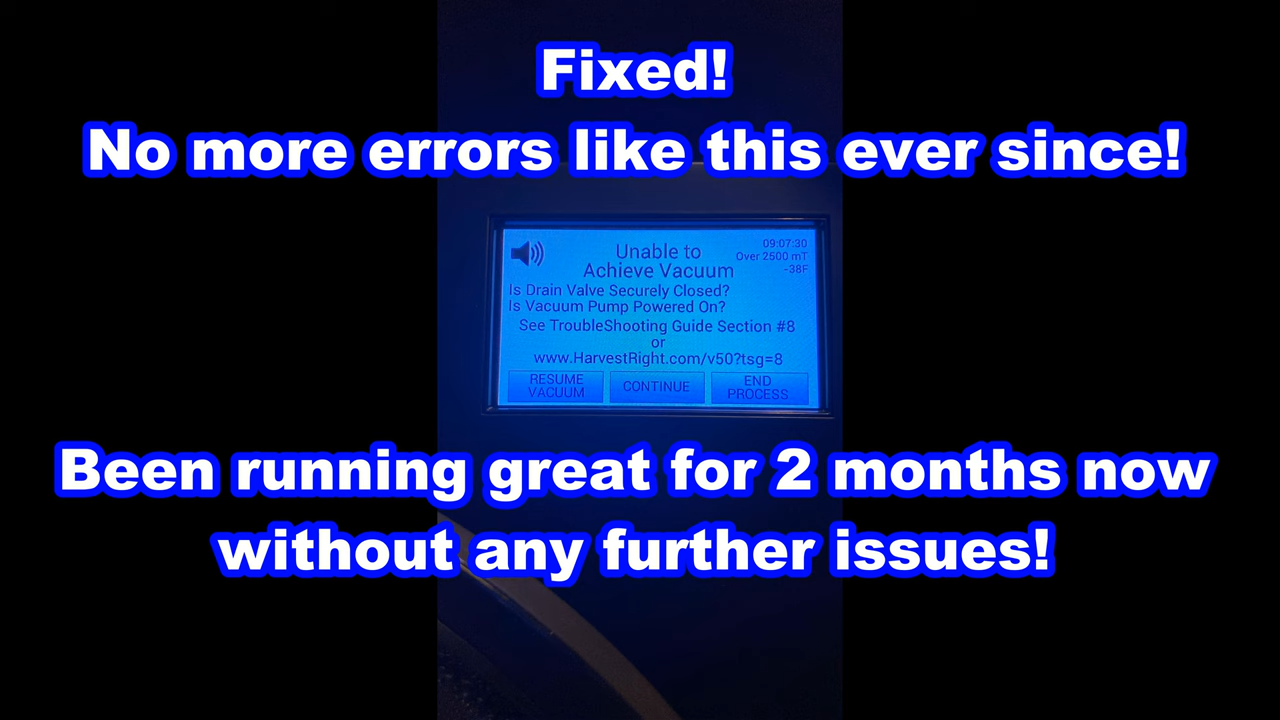 Fixed!
No more errors like this ever since!
Unable to
Achieve Vacuum
09:07:30
Over 2500 mT
-38F
Is Drain Valve Securely Closed?
Is Vacuum Pump Powered On?
See TroubleShooting Guide Section #8
or
www.HarvestRight.com/v50?tsg=8
RESUME
VACUUM
CONTINUE
END
PROCESS
Been running great for 2 months now
without any further issues!